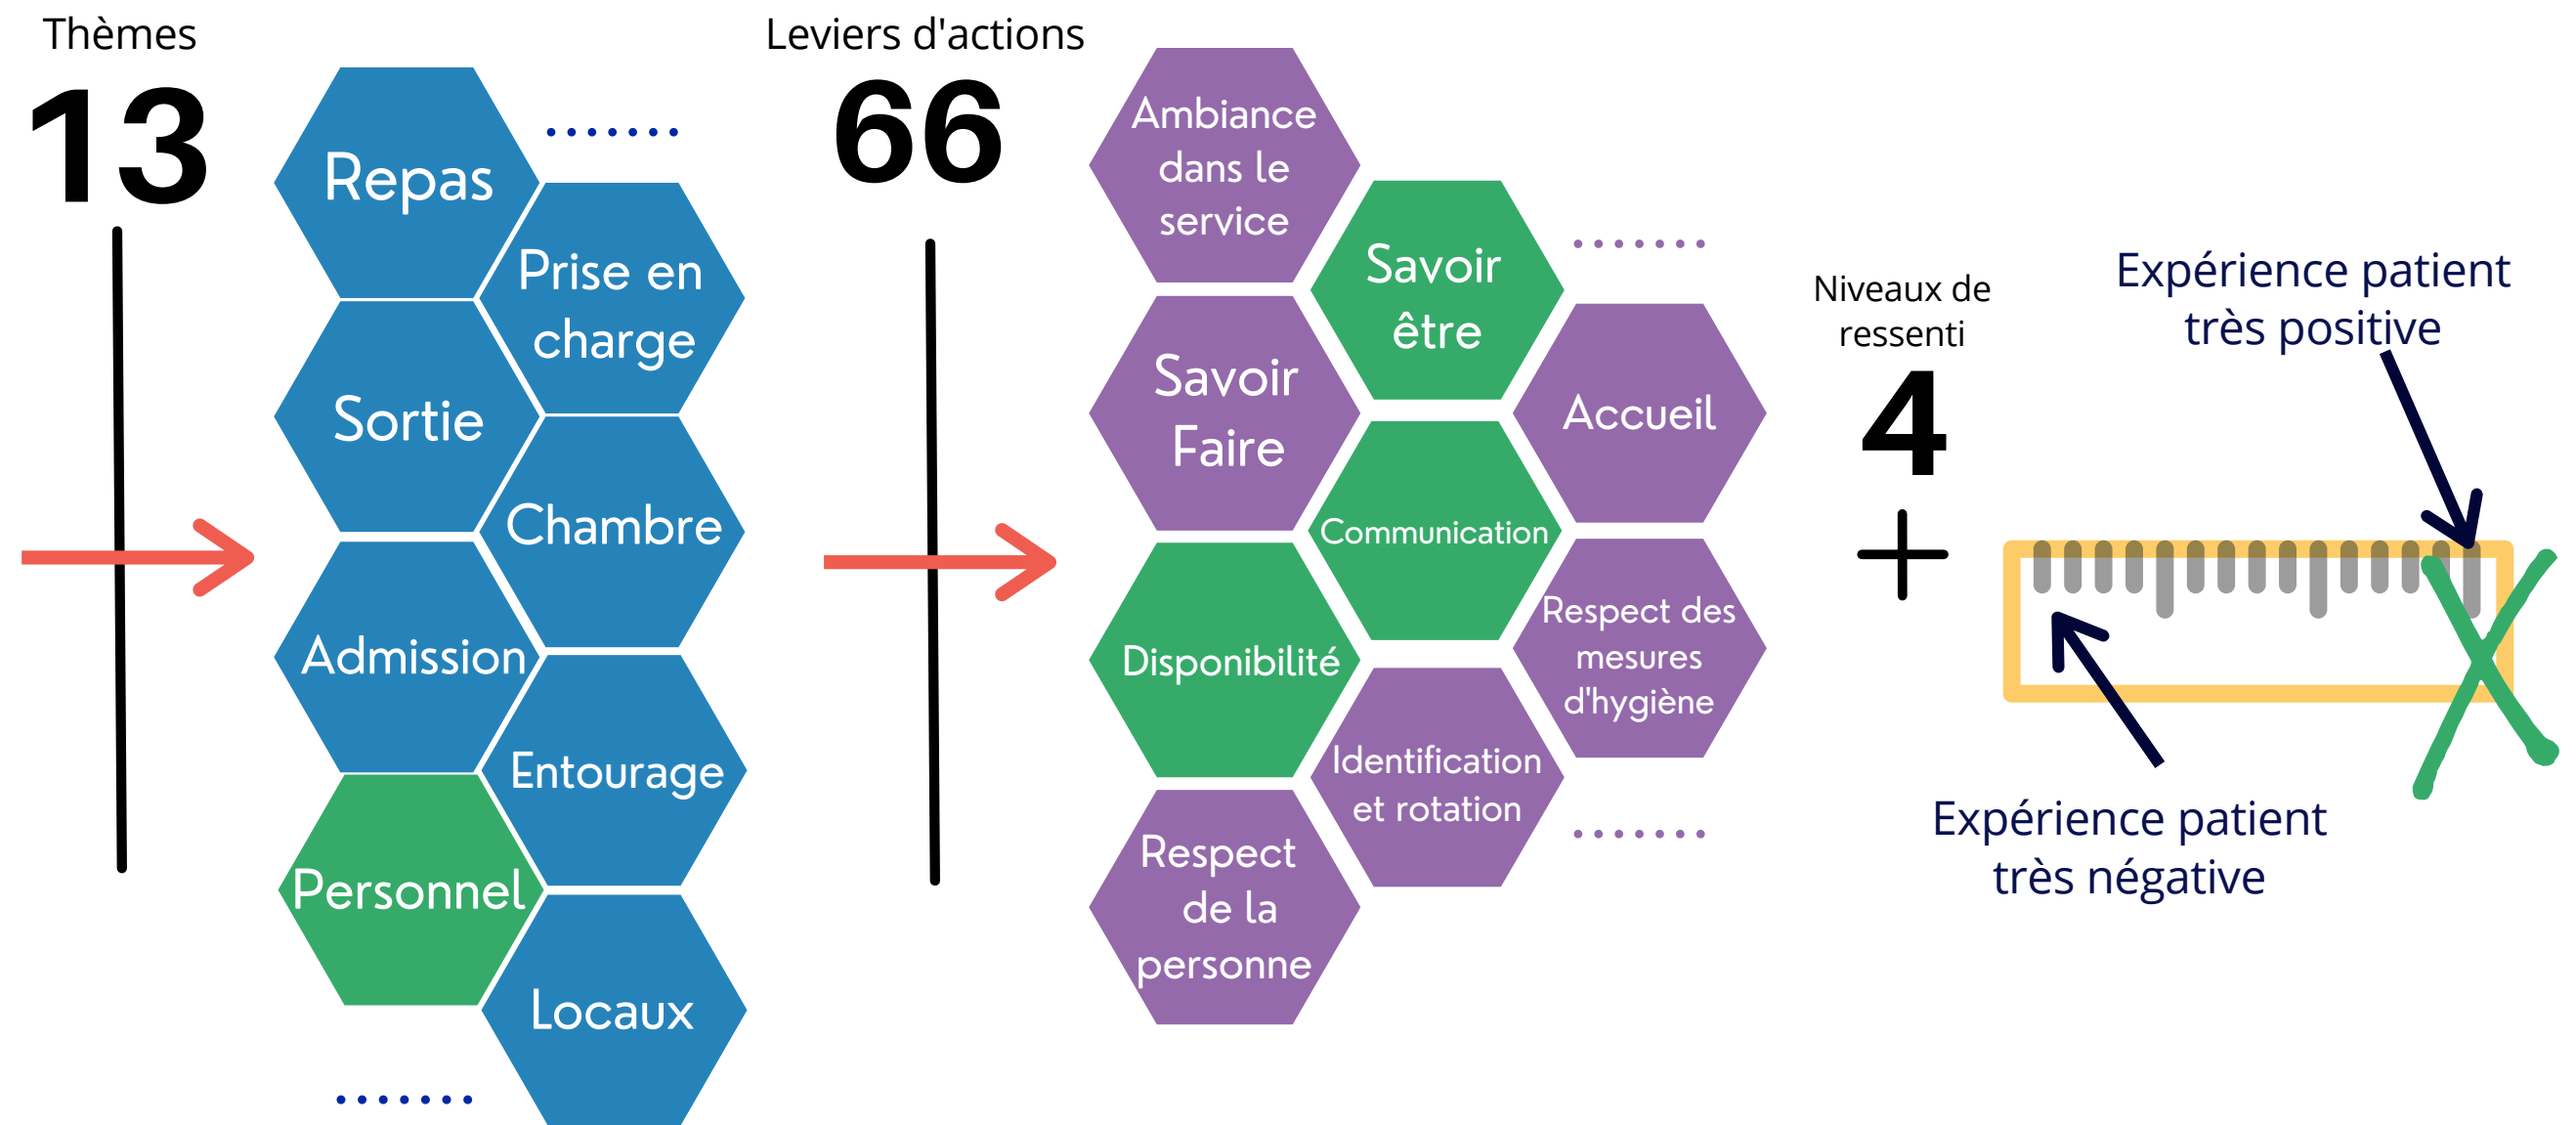 Thèmes
13
Repas
Prise en
charge
Sortie
Chambre
Admission
Entourage
Personnel
Locaux
Leviers d'actions
66
Ambiance
dans le
service
Savoir
être
Savoir
Faire
Accueil
Communication
Disponibilité
Respect des
mesures
d'hygiène
Identification
et rotation
Respect
de la
personne
Niveaux de
ressenti
4
Expérience patient
très positive
Expérience patient
très négative